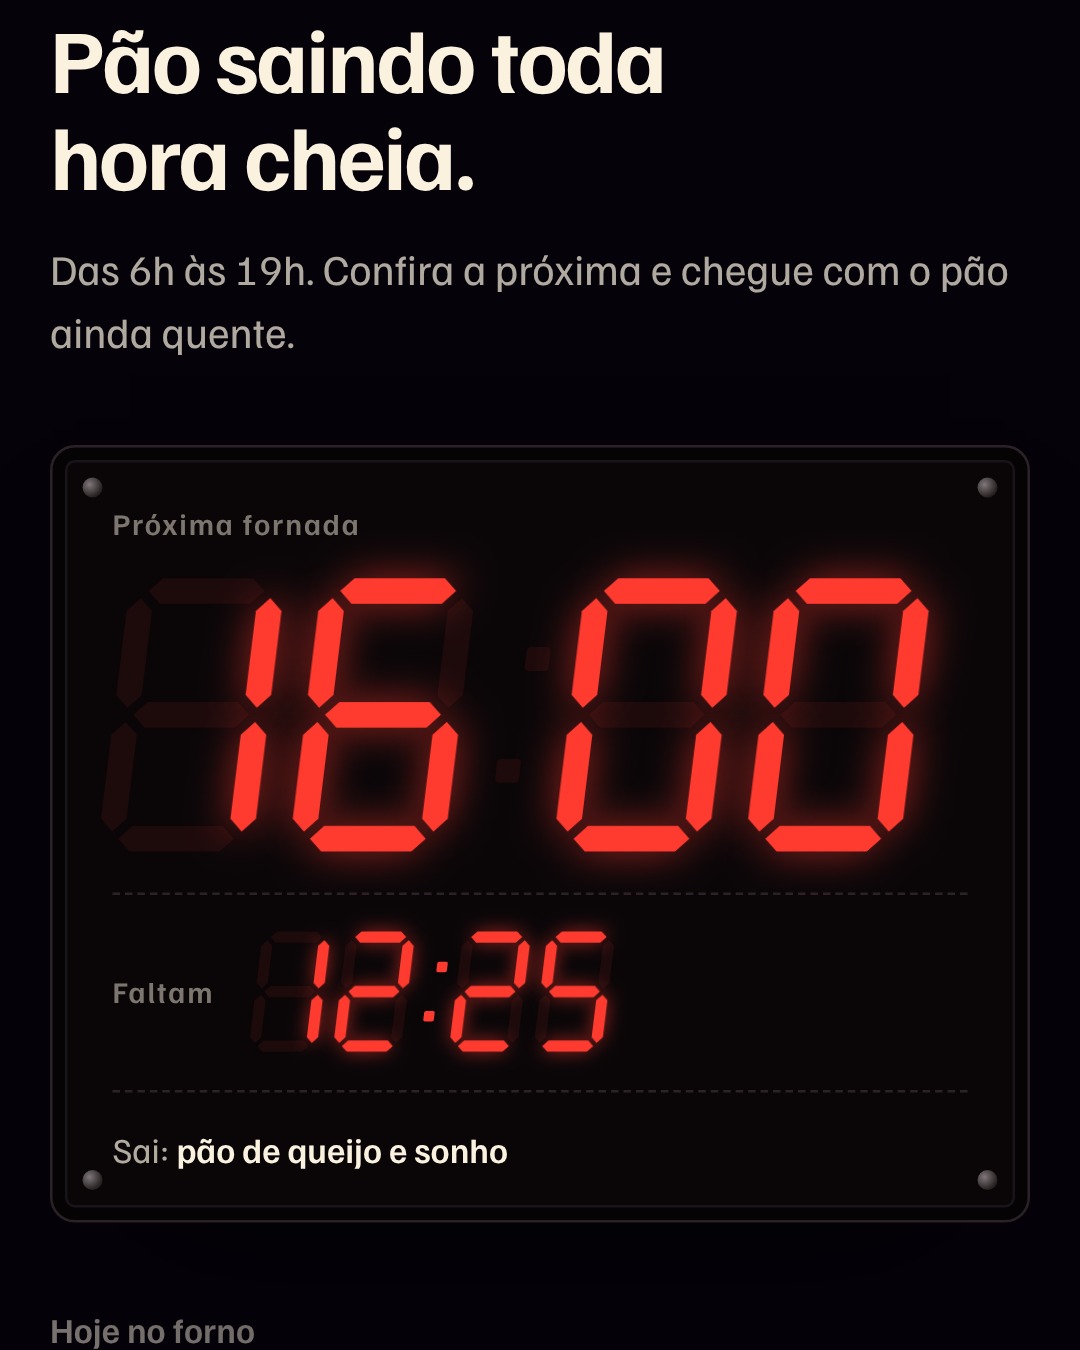 Pão saindo toda
hora cheia.
Das 6h às 19h. Confira a próxima e chegue com o pão
ainda quente.
Próxima fornada
16:00
Faltam 12:25
Sai: pão de queijo e sonho
Hoje no forno